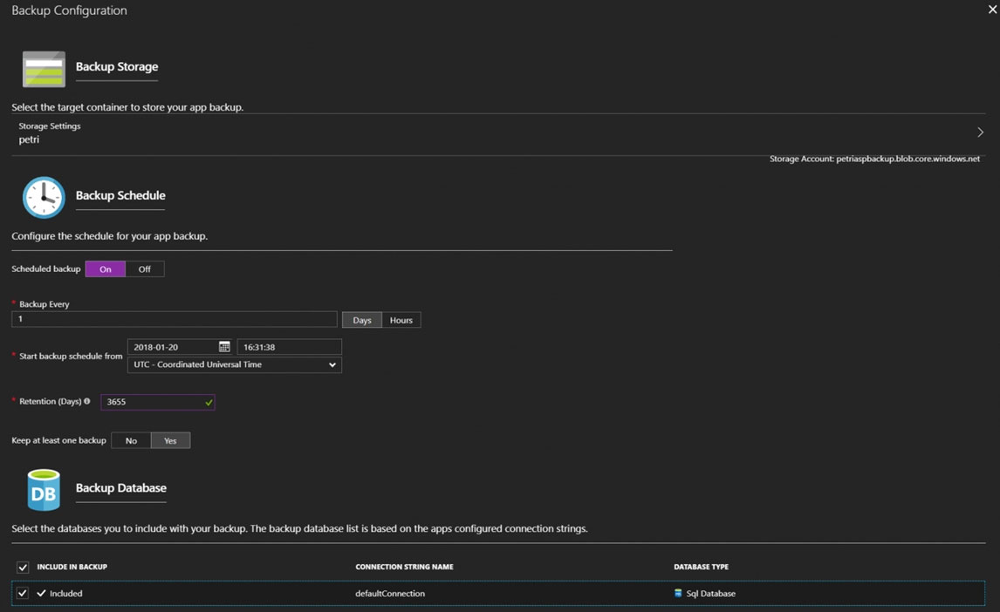 Backup Configuration
Backup Storage
Select the target container to store your app backup.
Storage Settings
petri
Storage Account: petriaspbackup.blob.core.windows.net
Backup Schedule
Configure the schedule for your app backup.
Scheduled backup On Off
* Backup Every
1 Days Hours
2018-01-20 16:31:38
* Start backup schedule from
UTC - Coordinated Universal Time
* Retention (Days) 3655
Keep at least one backup No Yes
DB Backup Database
Select the databases you to include with your backup. The backup database list is based on the apps configured connection strings.
INCLUDE IN BACKUP CONNECTION STRING NAME DATABASE TYPE
Included defaultConnection Sql Database